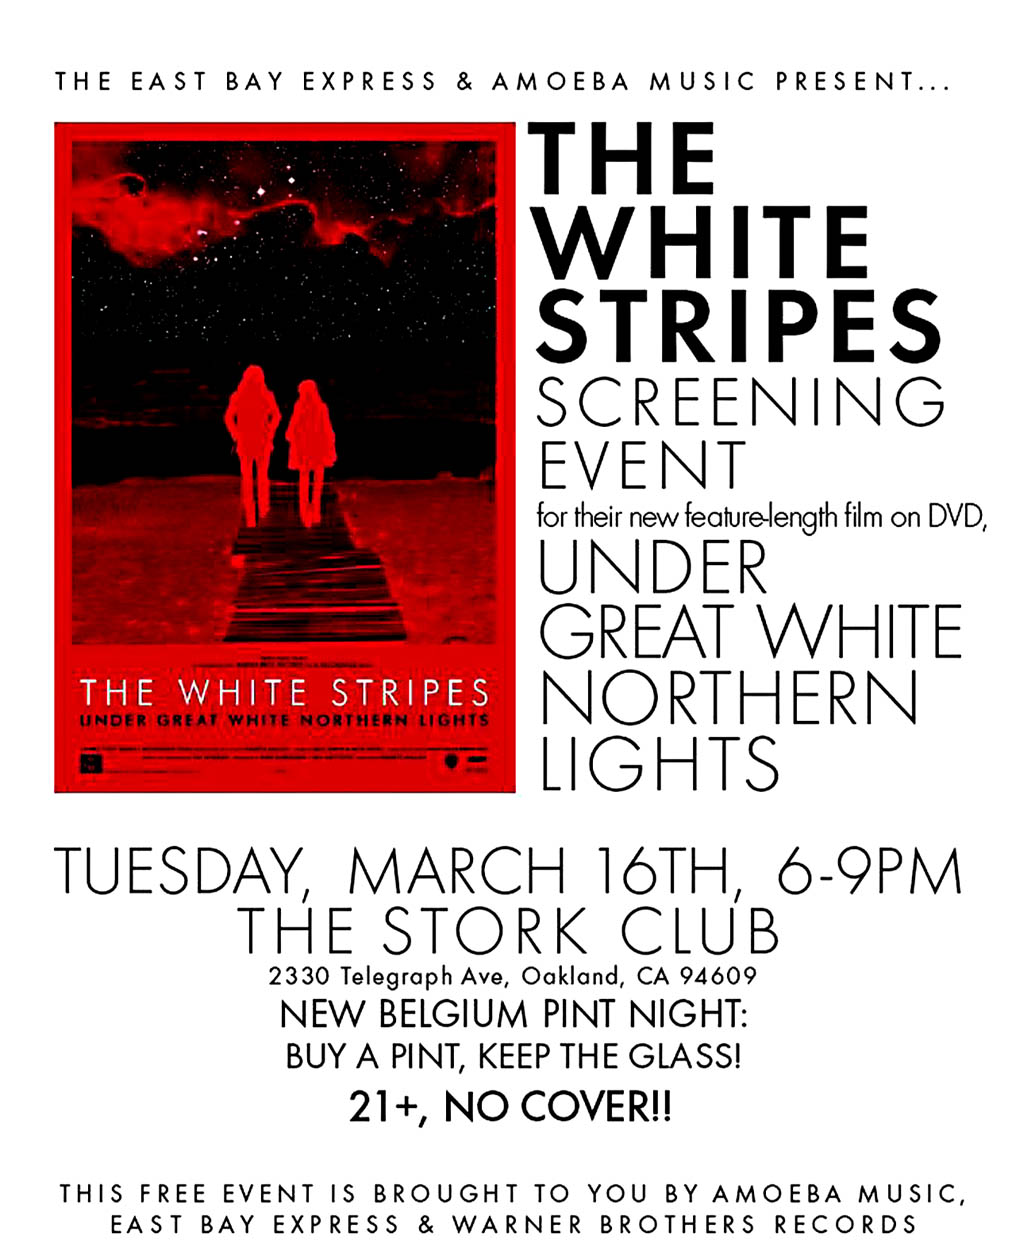 THE EAST BAY EXPRESS & AMOEBA MUSIC PRESENT...
THE
WHITE
STRIPES
SCREENING
EVENT
for their new feature-length film on DVD,
UNDER
GREAT WHITE
NORTHERN
LIGHTS
THE WHITE STRIPES
UNDER GREAT WHITE NORTHERN LIGHTS
TUESDAY, MARCH 16TH, 6-9PM
THE STORK CLUB
2330 Telegraph Ave, Oakland, CA 94609
NEW BELGIUM PINT NIGHT:
BUY A PINT, KEEP THE GLASS!
21+, NO COVER!!
THIS FREE EVENT IS BROUGHT TO YOU BY AMOEBA MUSIC,
EAST BAY EXPRESS & WARNER BROTHERS RECORDS